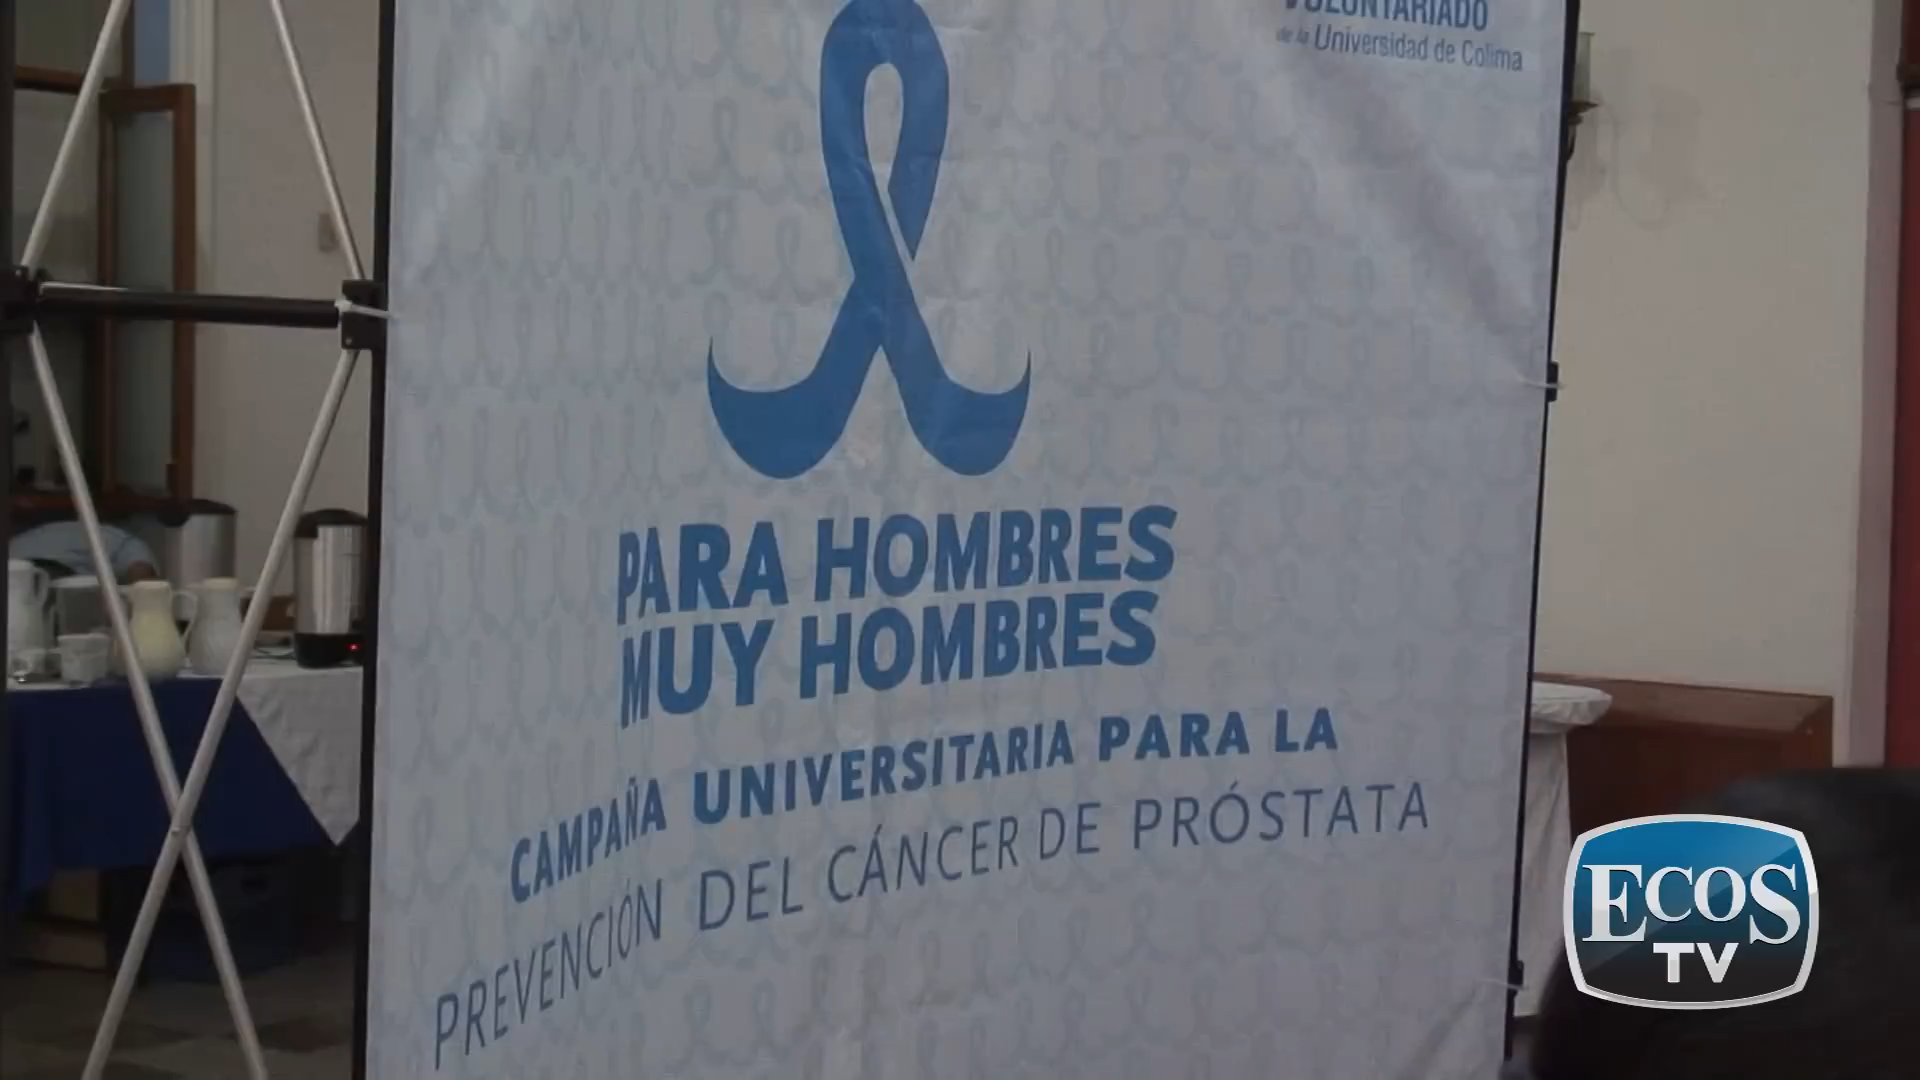 VOLUNTARIADO
de la Universidad de Colima
PARA HOMBRES
MUY HOMBRES
CAMPAÑA UNIVERSITARIA PARA LA
PREVENCIÓN DEL CÁNCER DE PRÓSTATA
ECOS
TV